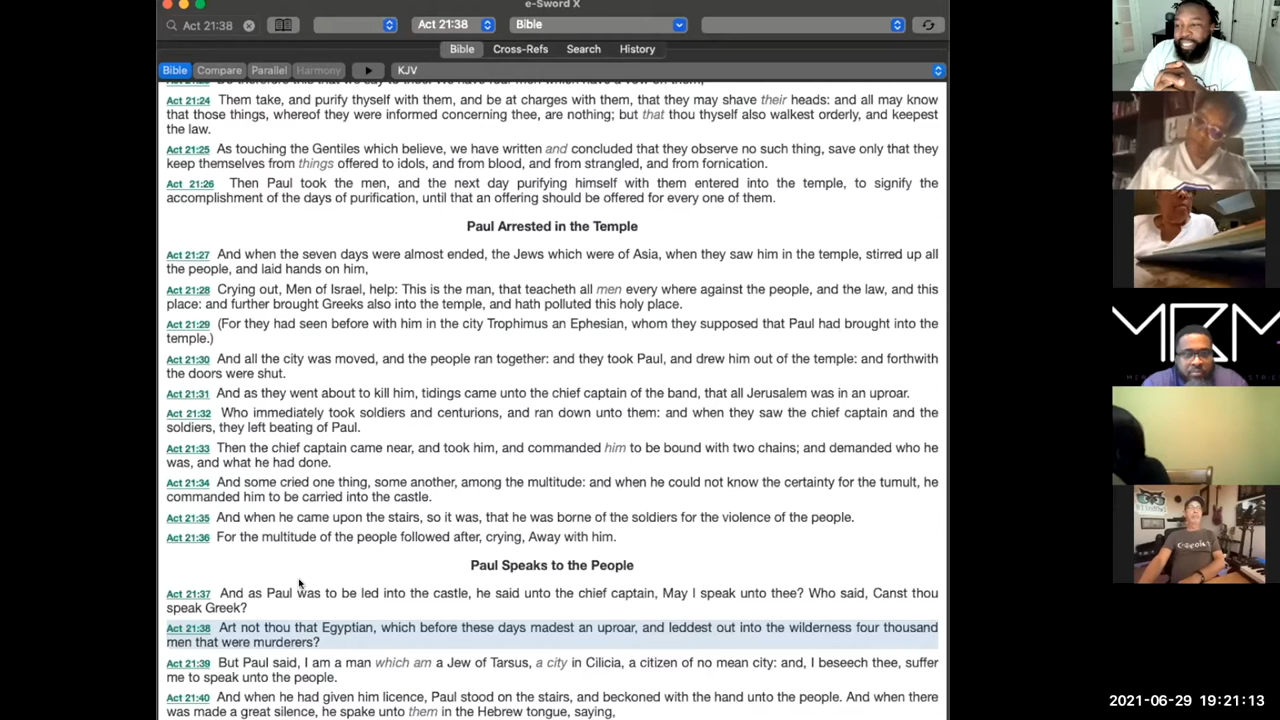 e-Sword X
Act 21:38
Act 21:38
Bible
Bible
Cross-Refs
Search
History
Bible
Compare
Parallel
Harmony
KJV
Act 21:24 Them take, and purify thyself with them, and be at charges with them, that they may shave their heads: and all may know
that those things, whereof they were informed concerning thee, are nothing; but that thou thyself also walkest orderly, and keepest
the law.
Act 21:25 As touching the Gentiles which believe, we have written and concluded that they observe no such thing, save only that they
keep themselves from things offered to idols, and from blood, and from strangled, and from fornication.
Act 21:26 Then Paul took the men, and the next day purifying himself with them entered into the temple, to signify the
accomplishment of the days of purification, until that an offering should be offered for every one of them.
Paul Arrested in the Temple
Act 21:27 And when the seven days were almost ended, the Jews which were of Asia, when they saw him in the temple, stirred up all
the people, and laid hands on him,
Act 21:28 Crying out, Men of Israel, help: This is the man, that teacheth all men every where against the people, and the law, and this
place: and further brought Greeks also into the temple, and hath polluted this holy place.
Act 21:29 (For they had seen before with him in the city Trophimus an Ephesian, whom they supposed that Paul had brought into the
temple.)
Act 21:30 And all the city was moved, and the people ran together: and they took Paul, and drew him out of the temple: and forthwith
the doors were shut.
Act 21:31 And as they went about to kill him, tidings came unto the chief captain of the band, that all Jerusalem was in an uproar.
Act 21:32 Who immediately took soldiers and centurions, and ran down unto them: and when they saw the chief captain and the
soldiers, they left beating of Paul.
Act 21:33 Then the chief captain came near, and took him, and commanded him to be bound with two chains; and demanded who he
was, and what he had done.
Act 21:34 And some cried one thing, some another, among the multitude: and when he could not know the certainty for the tumult, he
commanded him to be carried into the castle.
Act 21:35 And when he came upon the stairs, so it was, that he was borne of the soldiers for the violence of the people.
Act 21:36 For the multitude of the people followed after, crying, Away with him.
Paul Speaks to the People
Act 21:37 And as Paul was to be led into the castle, he said unto the chief captain, May I speak unto thee? Who said, Canst thou
speak Greek?
Act 21:38 Art not thou that Egyptian, which before these days madest an uproar, and leddest out into the wilderness four thousand
men that were murderers?
Act 21:39 But Paul said, I am a man which am a Jew of Tarsus, a city in Cilicia, a citizen of no mean city: and, I beseech thee, suffer
me to speak unto the people.
Act 21:40 And when he had given him licence, Paul stood on the stairs, and beckoned with the hand unto the people. And when there
was made a great silence, he spake unto them in the Hebrew tongue, saying,
MRM
2021-06-29 19:21:13